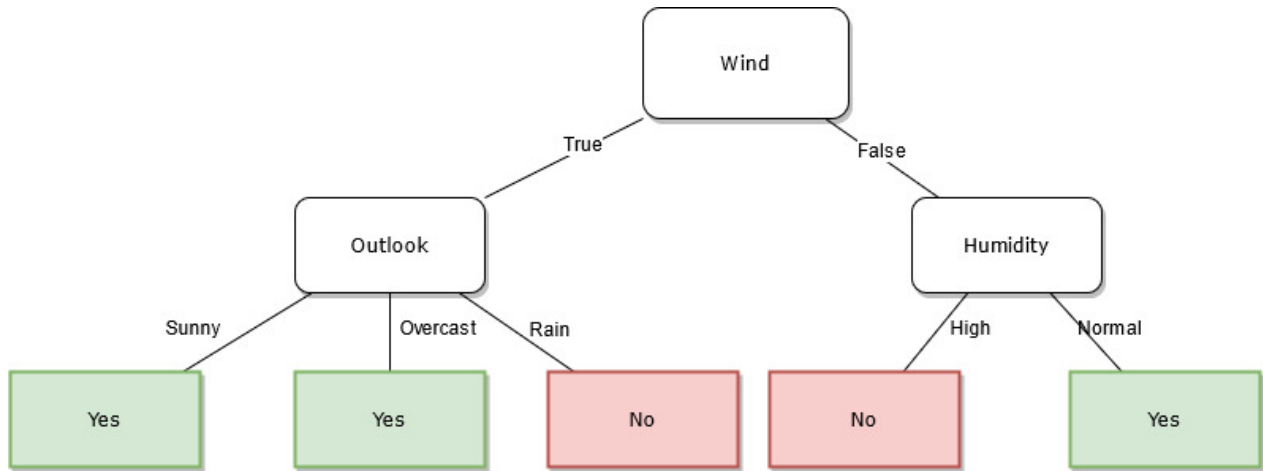 Wind
True
False
Outlook
Humidity
Sunny
Overcast
Rain
High
Normal
Yes
Yes
No
No
Yes